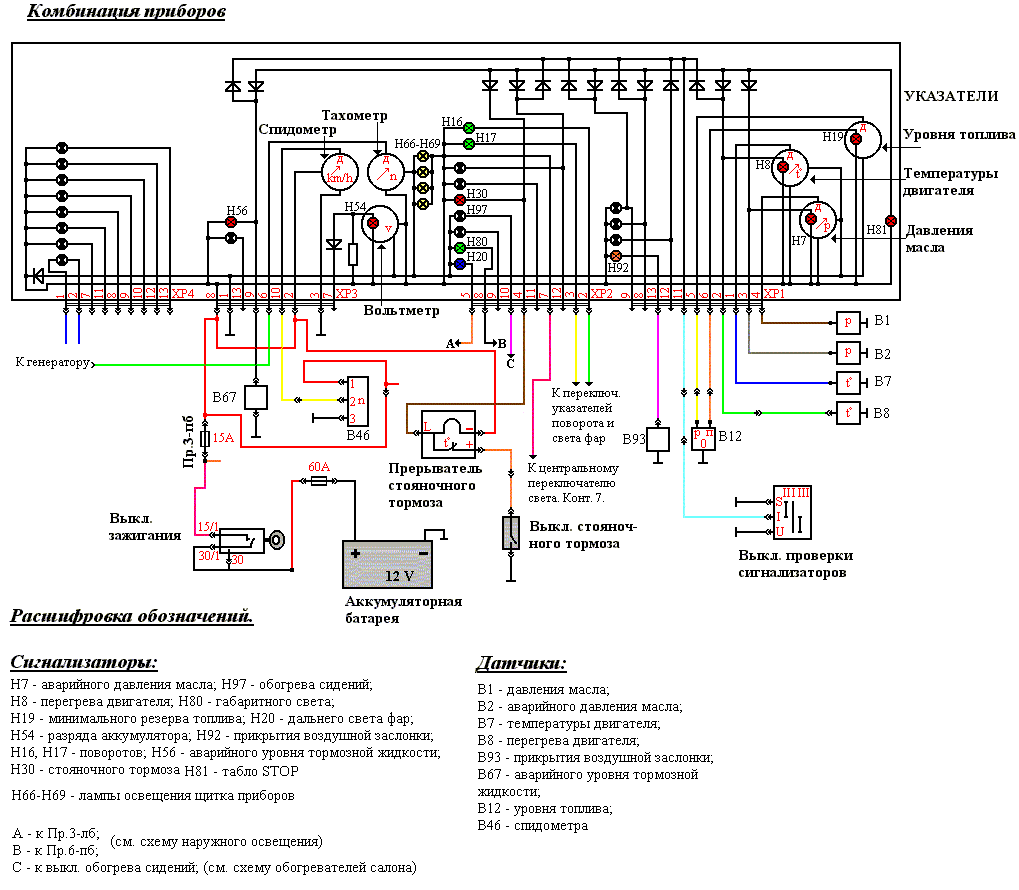 Комбинация приборов
УКАЗАТЕЛИ
Уровня топлива
Температуры
двигателя
Давления
масла
Тахометр
Спидометр
Вольтметр
H16
H17
H66-H69
H19
H8
H7
H81
H30
H97
H80
H20
H54
H56
H92
д
km/h
д
n
v
д
д
t°
д
p
XP4
1 2 7 11 8 9 10 12 13
XP3
8 1 13 9 6 10 2 3 7
XP2
5 8 9 10 14 7 12 3 2
XP1
9 8 13 12 11 5 6 2 1 3 4
A
B
C
К генератору
B67
1
2 n
3
B46
Пр.3-пб
15A
60A
L
−
t°
+
Прерыватель
стояночного
тормоза
К переключ.
указателей
поворота и
света фар
К центральному
переключателю
света. Конт. 7.
B93
р п
0
B12
p B1
p B2
t° B7
t° B8
Выкл.
зажигания
15/1
30/1
30
+ −
12 V
Аккумуляторная
батарея
Выкл. стояноч-
ного тормоза
S
I
U
I II III
Выкл. проверки
сигнализаторов
Расшифровка обозначений.
Сигнализаторы:
H7 - аварийного давления масла; H97 - обогрева сидений;
H8 - перегрева двигателя; H80 - габаритного света;
H19 - минимального резерва топлива; H20 - дальнего света фар;
H54 - разряда аккумулятора; H92 - прикрытия воздушной заслонки;
H16, H17 - поворотов; H56 - аварийного уровня тормозной жидкости;
H30 - стояночного тормоза H81 - табло STOP
H66-H69 - лампы освещения щитка приборов
A - к Пр.3-лб;
B - к Пр.6-пб;
(см. схему наружного освещения)
C - к выкл. обогрева сидений; (см. схему обогревателей салона)
Датчики:
B1 - давления масла;
B2 - аварийного давления масла;
B7 - температуры двигателя;
B8 - перегрева двигателя;
B93 - прикрытия воздушной заслонки;
B67 - аварийного уровня тормозной
жидкости;
B12 - уровня топлива;
B46 - спидометра